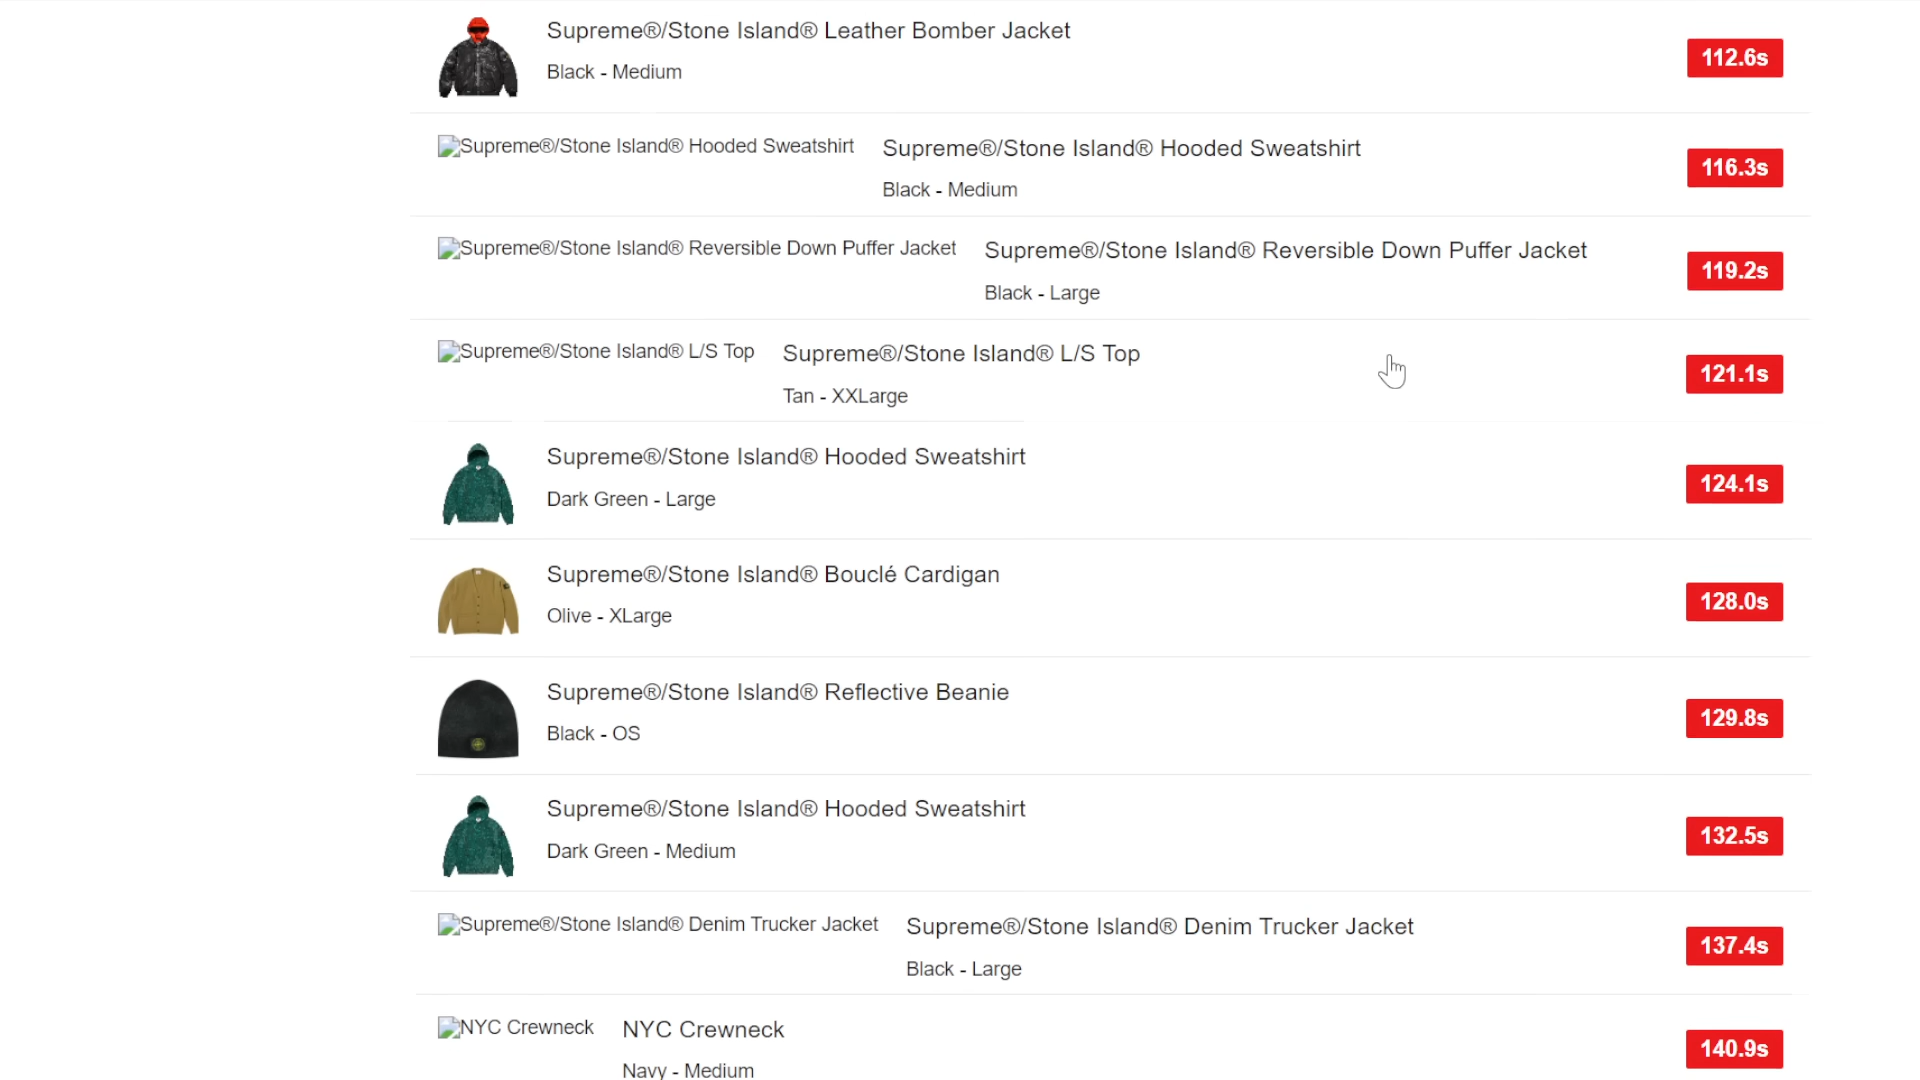 Supreme®/Stone Island® Leather Bomber Jacket
Black - Medium
112.6s
Supreme®/Stone Island® Hooded Sweatshirt
Supreme®/Stone Island® Hooded Sweatshirt
Black - Medium
116.3s
Supreme®/Stone Island® Reversible Down Puffer Jacket
Supreme®/Stone Island® Reversible Down Puffer Jacket
Black - Large
119.2s
Supreme®/Stone Island® L/S Top
Supreme®/Stone Island® L/S Top
Tan - XXLarge
121.1s
Supreme®/Stone Island® Hooded Sweatshirt
Dark Green - Large
124.1s
Supreme®/Stone Island® Bouclé Cardigan
Olive - XLarge
128.0s
Supreme®/Stone Island® Reflective Beanie
Black - OS
129.8s
Supreme®/Stone Island® Hooded Sweatshirt
Dark Green - Medium
132.5s
Supreme®/Stone Island® Denim Trucker Jacket
Supreme®/Stone Island® Denim Trucker Jacket
Black - Large
137.4s
NYC Crewneck
NYC Crewneck
Navy - Medium
140.9s